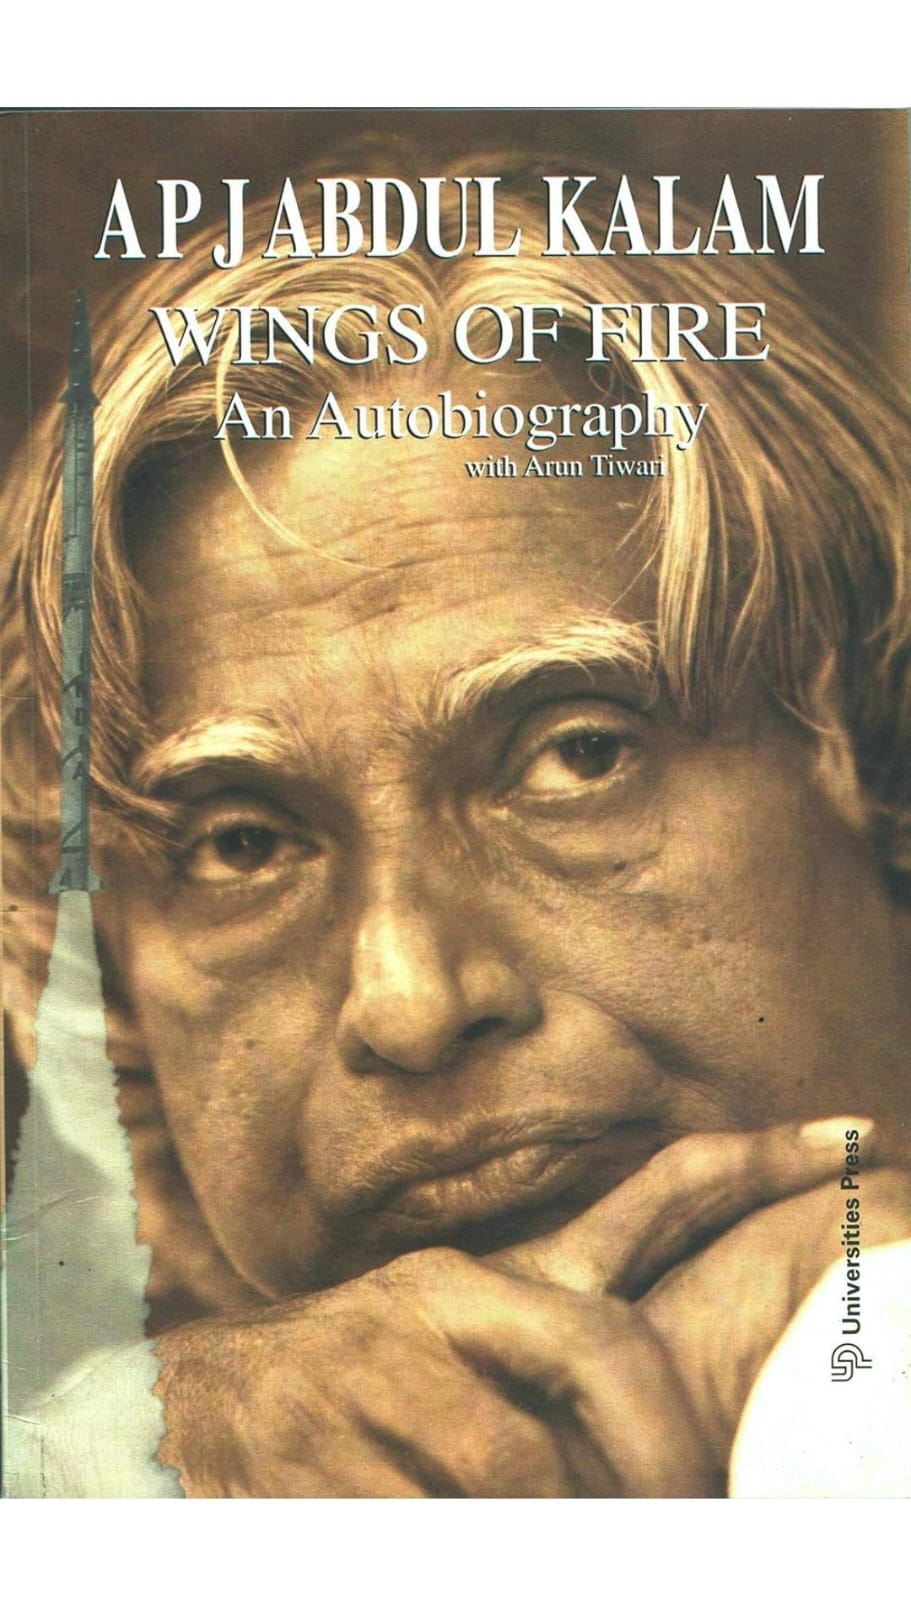 A P J ABDUL KALAM
WINGS OF FIRE
An Autobiography
with Arun Tiwari
Universities Press